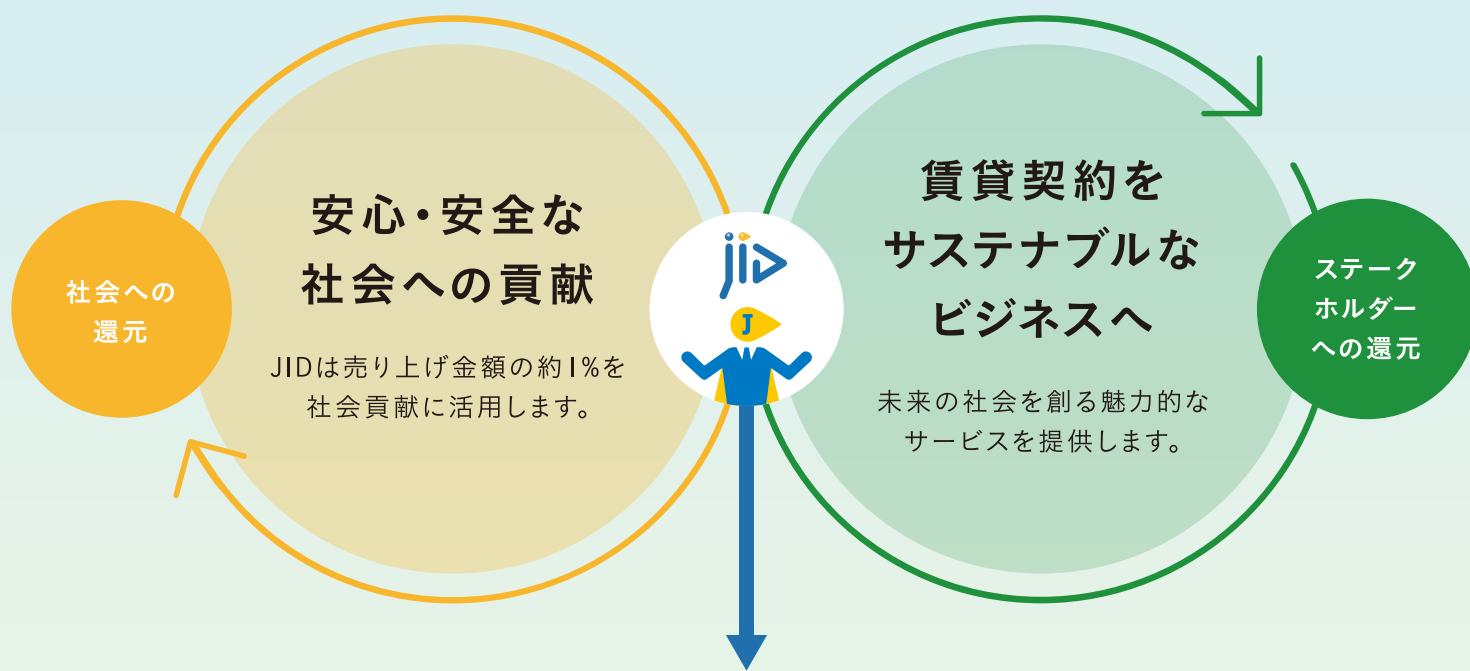 社会への
還元
安心・安全な
社会への貢献
JIDは売り上げ金額の約1%を
社会貢献に活用します。
jid
J
賃貸契約を
サステナブルな
ビジネスへ
未来の社会を創る魅力的な
サービスを提供します。
ステーク
ホルダー
への還元